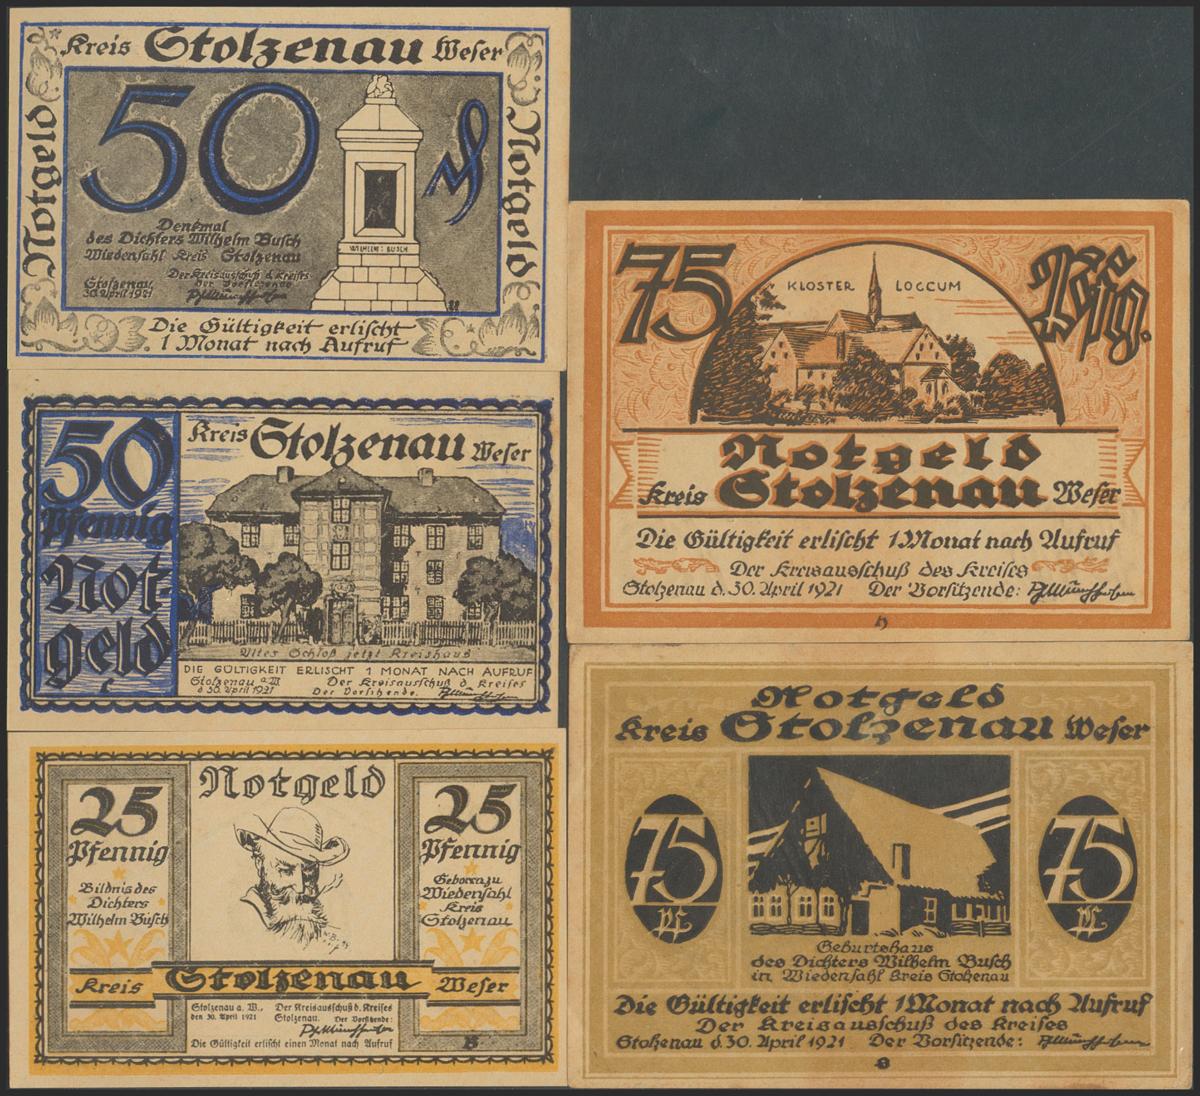 Kreis Stolzenau Weser
Notgeld
Notgeld
50
Denkmal
des Dichters Wilhelm Busch
Wiedensahl Kreis Stolzenau
Stolzenau,
30. April 1921
Der Kreisausschuß d. Kreises
Der Vorsitzende
WILHELM: BUSCH
Die Gültigkeit erlischt
1 Monat nach Aufruf
50
Pfennig
Not-
geld
Kreis Stolzenau Weser
Altes Schloß jetzt Kreishaus
DIE GÜLTIGKEIT ERLISCHT 1 MONAT NACH AUFRUF
Stolzenau a. W.
d 30. April 1921
Der Kreisausschuß d. Kreises
Der Vorsitzende.
Notgeld
25
Pfennig
Bildnis des
Dichters
Wilhelm Busch
25
Pfennig
Geboren zu
Wiedensahl
Kreis
Stolzenau
Kreis Stolzenau Weser
Stolzenau a. W.,
den 30. April 1921
Der Kreisausschuß d. Kreises
Stolzenau. Der Vorsitzende:
Die Gültigkeit erlischt einen Monat nach Aufruf
75 Pfg.
KLOSTER LOCCUM
Notgeld
Kreis Stolzenau Weser
Die Gültigkeit erlischt 1 Monat nach Aufruf
Der Kreisausschuß des Kreises
Stolzenau d. 30. April 1921 Der Vorsitzende:
Notgeld
Kreis Stolzenau Weser
75
Pf.
75
Pf.
Geburtshaus
des Dichters Wilhelm Busch
in Wiedensahl Kreis Stolzenau
Die Gültigkeit erlischt 1 Monat nach Aufruf
Der Kreisausschuß des Kreises
Stolzenau d. 30. April 1921 Der Vorsitzende: